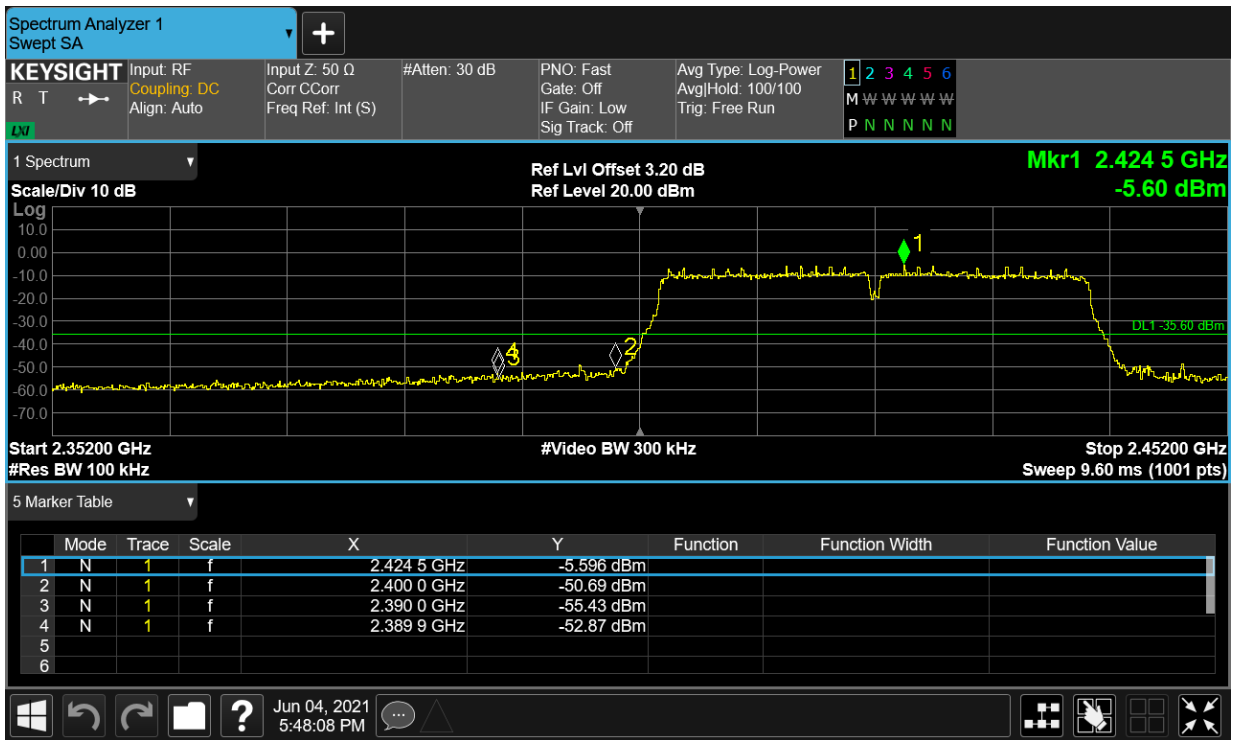 Spectrum Analyzer 1
Swept SA
+
KEYSIGHT Input: RF Input Z: 50 Ω #Atten: 30 dB PNO: Fast Avg Type: Log-Power 1 2 3 4 5 6
R T Coupling: DC Corr CCorr Gate: Off Avg|Hold: 100/100 M W W W W W
Align: Auto Freq Ref: Int (S) IF Gain: Low Trig: Free Run P N N N N N
LXI Sig Track: Off
1 Spectrum Ref Lvl Offset 3.20 dB Mkr1 2.424 5 GHz
Scale/Div 10 dB Ref Level 20.00 dBm -5.60 dBm
Log
10.0
0.00
-10.0
-20.0
-30.0
-40.0
-50.0
-60.0
-70.0
1
DL1 -35.60 dBm
2
4
3
Start 2.35200 GHz #Video BW 300 kHz Stop 2.45200 GHz
#Res BW 100 kHz Sweep 9.60 ms (1001 pts)
5 Marker Table
Mode Trace Scale X Y Function Function Width Function Value
1 N 1 f 2.424 5 GHz -5.596 dBm
2 N 1 f 2.400 0 GHz -50.69 dBm
3 N 1 f 2.390 0 GHz -55.43 dBm
4 N 1 f 2.389 9 GHz -52.87 dBm
5
6
? Jun 04, 2021
5:48:08 PM